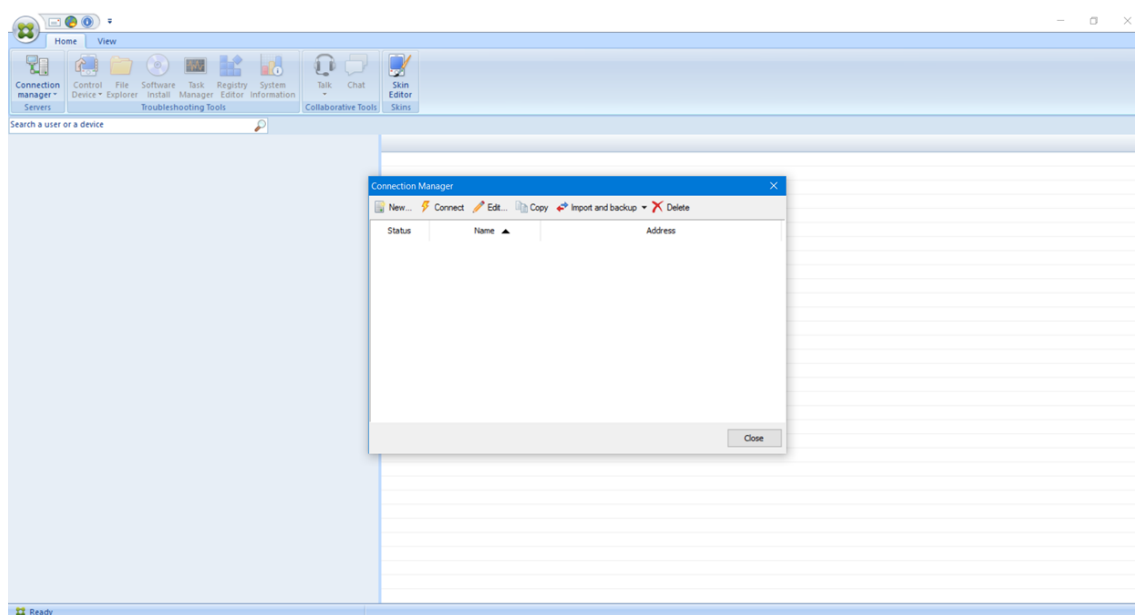 Home View
Connection manager
Control Device
File Explorer
Software Install
Task Manager
Registry Editor
System Information
Talk
Chat
Skin Editor
Servers
Troubleshooting Tools
Collaborative Tools
Skins
Search a user or a device
Connection Manager
New... Connect Edit... Copy Import and backup Delete
Status Name Address
Close
Ready